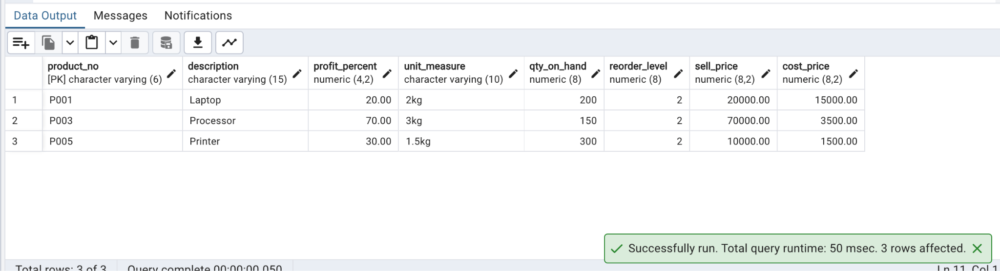 Data Output Messages Notifications
product_no description profit_percent unit_measure qty_on_hand reorder_level sell_price cost_price
[PK] character varying (6) character varying (15) numeric (4,2) character varying (10) numeric (8) numeric (8) numeric (8,2) numeric (8,2)
1 P001 Laptop 20.00 2kg 200 2 20000.00 15000.00
2 P003 Processor 70.00 3kg 150 2 70000.00 3500.00
3 P005 Printer 30.00 1.5kg 300 2 10000.00 1500.00
Successfully run. Total query runtime: 50 msec. 3 rows affected.
Total rows: 3 of 3 Query complete 00:00:00.050 Ln 11, Col 1